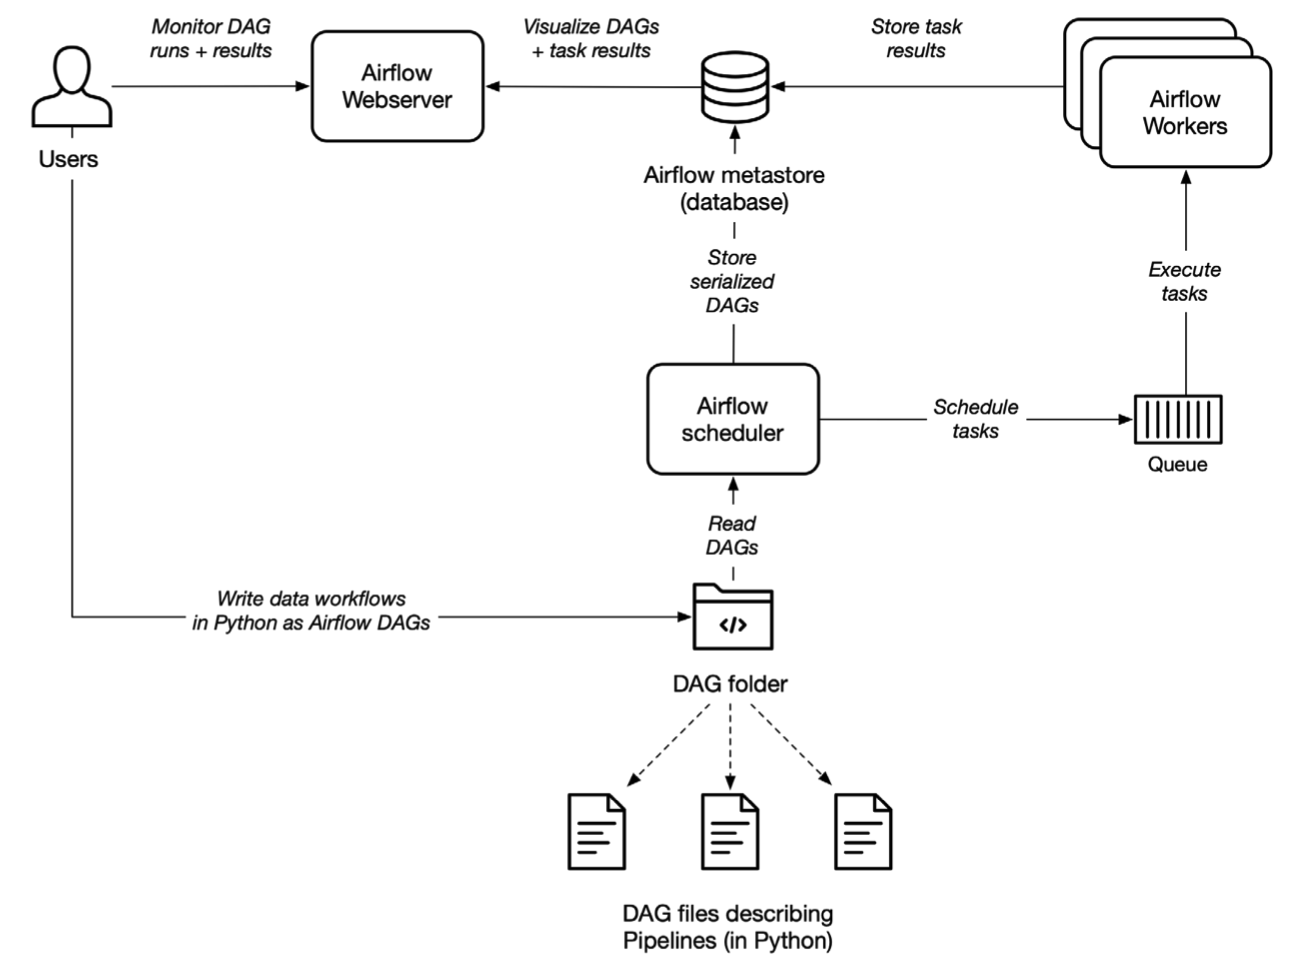 Monitor DAG
runs + results
Visualize DAGs
+ task results
Store task
results
Airflow
Webserver
Airflow
Workers
Users
Airflow metastore
(database)
Store
serialized
DAGs
Execute
tasks
Airflow
scheduler
Schedule
tasks
Queue
Read
DAGs
Write data workflows
in Python as Airflow DAGs
</>
DAG folder
DAG files describing
Pipelines (in Python)